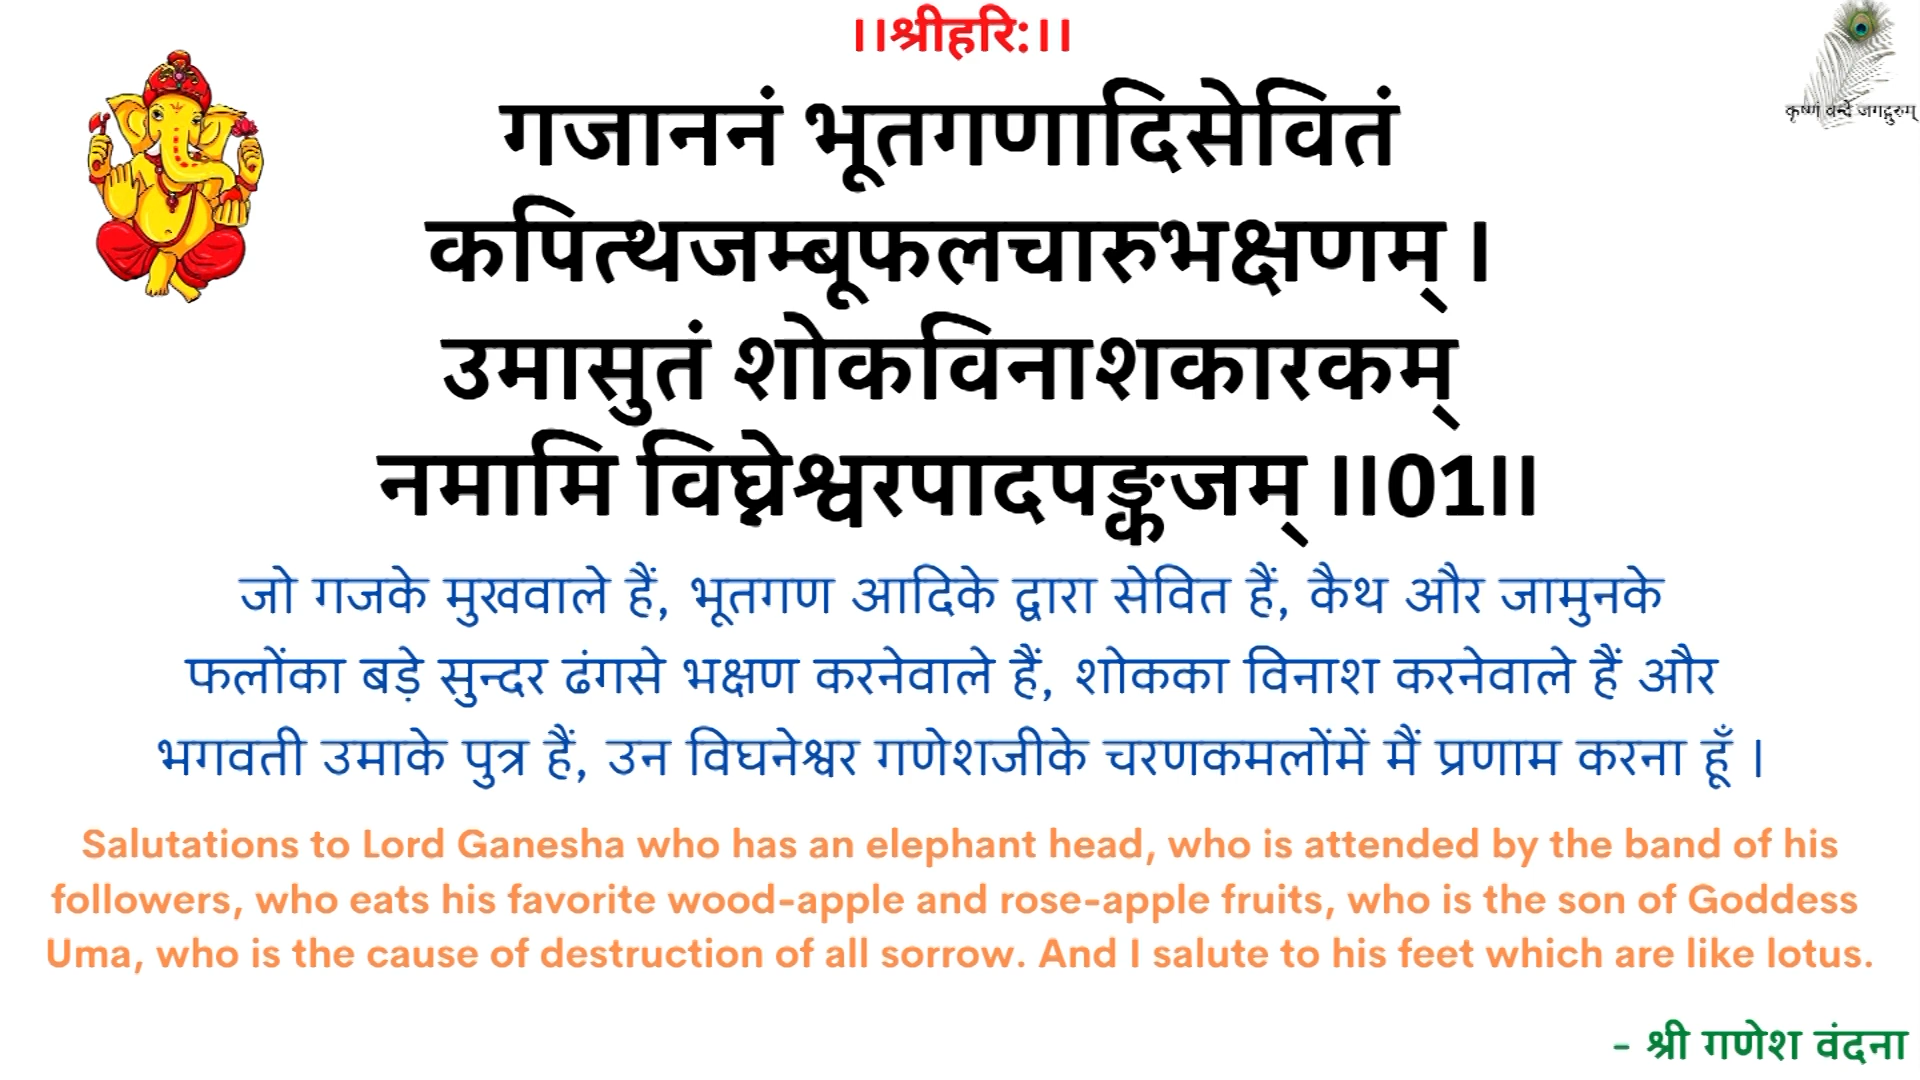 ।।श्रीहरि:।।
कृष्णं वन्दे जगद्गुरुम्
गजाननं भूतगणादिसेवितं
कपित्थजम्बूफलचारुभक्षणम् ।
उमासुतं शोकविनाशकारकम्
नमामि विघ्नेश्वरपादपङ्कजम् ।।01।।
जो गजके मुखवाले हैं, भूतगण आदिके द्वारा सेवित हैं, कैथ और जामुनके
फलोंका बड़े सुन्दर ढंगसे भक्षण करनेवाले हैं, शोकका विनाश करनेवाले हैं और
भगवती उमाके पुत्र हैं, उन विघनेश्वर गणेशजीके चरणकमलोंमें मैं प्रणाम करना हूँ ।
Salutations to Lord Ganesha who has an elephant head, who is attended by the band of his
followers, who eats his favorite wood-apple and rose-apple fruits, who is the son of Goddess
Uma, who is the cause of destruction of all sorrow. And I salute to his feet which are like lotus.
- श्री गणेश वंदना